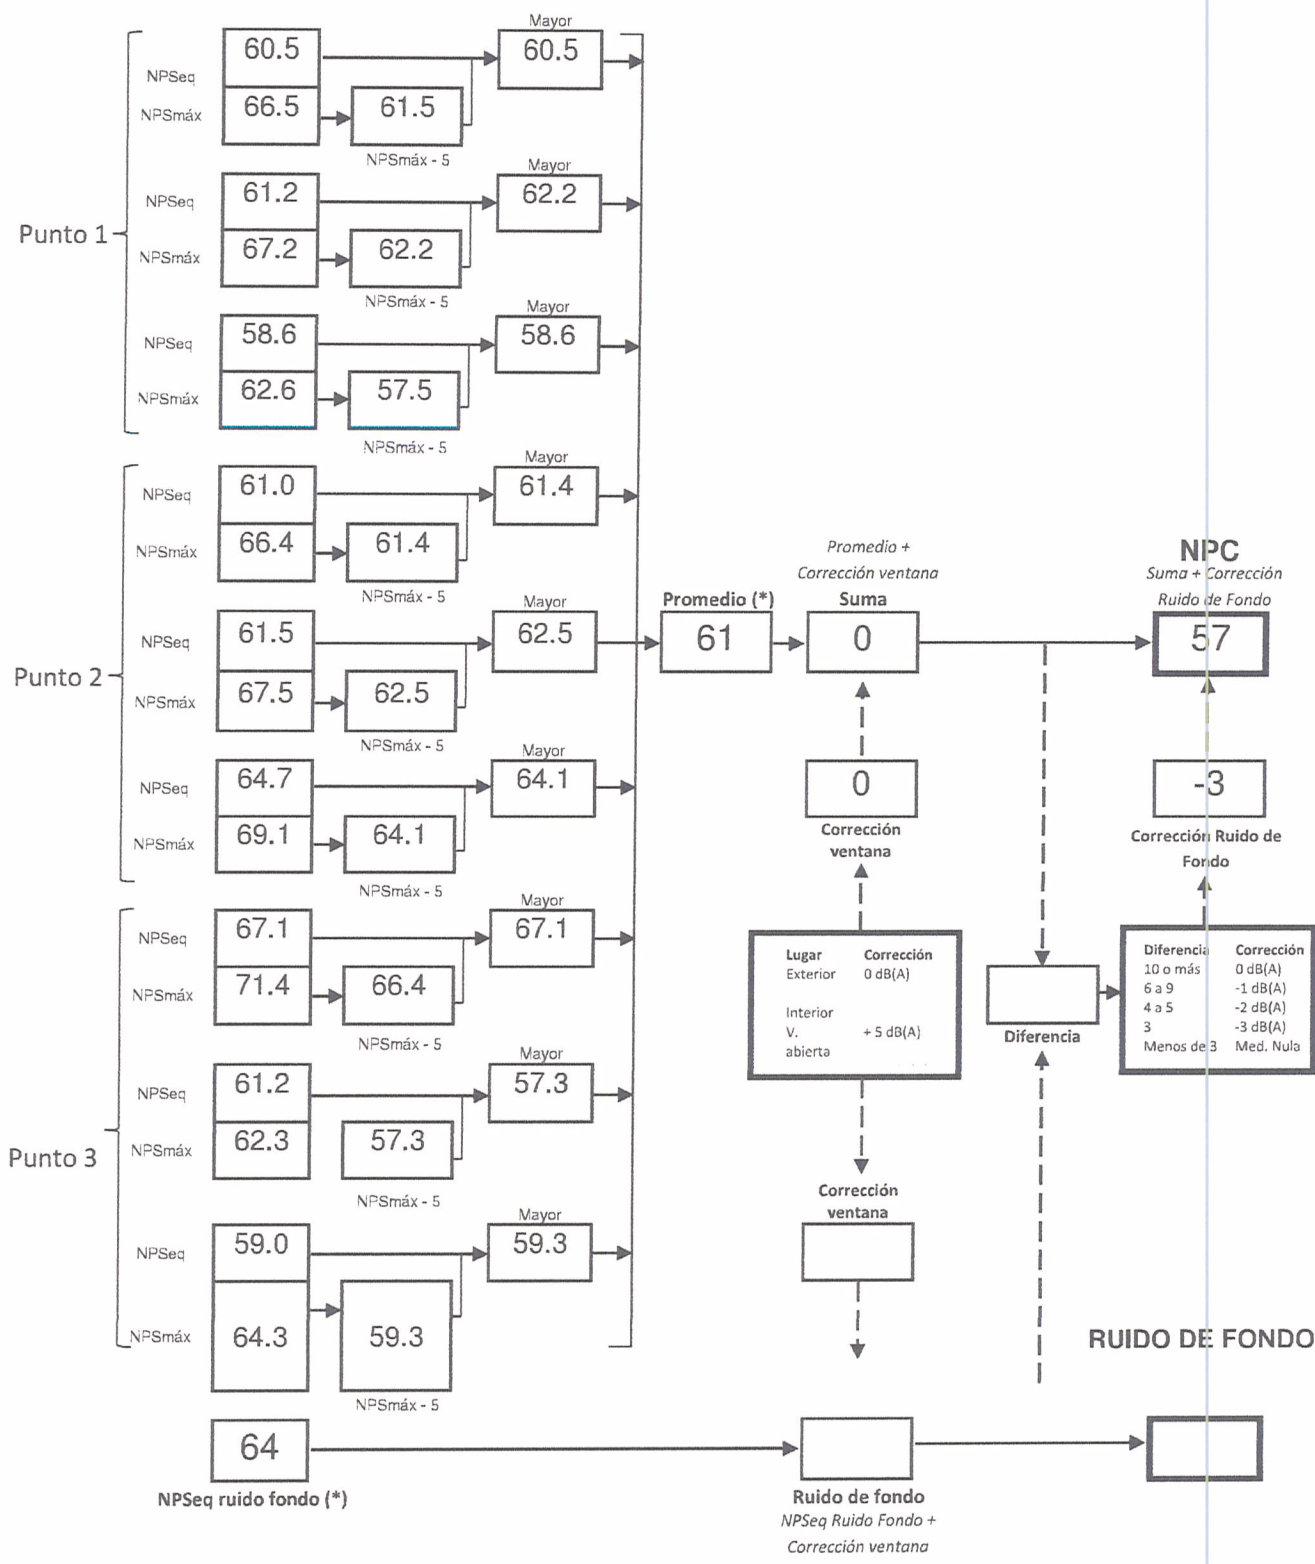 Punto 1
Mayor
NPSeq 60.5 60.5
NPSmáx 66.5 61.5
NPSmáx - 5
Mayor
NPSeq 61.2 62.2
NPSmáx 67.2 62.2
NPSmáx - 5
Mayor
NPSeq 58.6 58.6
NPSmáx 62.6 57.5
NPSmáx - 5
Punto 2
Mayor
NPSeq 61.0 61.4
NPSmáx 66.4 61.4
NPSmáx - 5
Mayor
NPSeq 61.5 62.5
NPSmáx 67.5 62.5
NPSmáx - 5
Mayor
NPSeq 64.7 64.1
NPSmáx 69.1 64.1
NPSmáx - 5
Punto 3
Mayor
NPSeq 67.1 67.1
NPSmáx 71.4 66.4
NPSmáx - 5
Mayor
NPSeq 61.2 57.3
NPSmáx 62.3 57.3
NPSmáx - 5
Mayor
NPSeq 59.0 59.3
NPSmáx 64.3 59.3
NPSmáx - 5
64
NPSeq ruido fondo (*)
Promedio (*)
61
Promedio +
Corrección ventana
Suma
0
0
Corrección
ventana
Lugar Corrección
Exterior 0 dB(A)
Interior
V. + 5 dB(A)
abierta
Corrección
ventana
Ruido de fondo
NPSeq Ruido Fondo +
Corrección ventana
NPC
Suma + Corrección
Ruido de Fondo
57
-3
Corrección Ruido de
Fondo
Diferencia
Diferencia Corrección
10 o más 0 dB(A)
6 a 9 -1 dB(A)
4 a 5 -2 dB(A)
3 -3 dB(A)
Menos de 3 Med. Nula
RUIDO DE FONDO